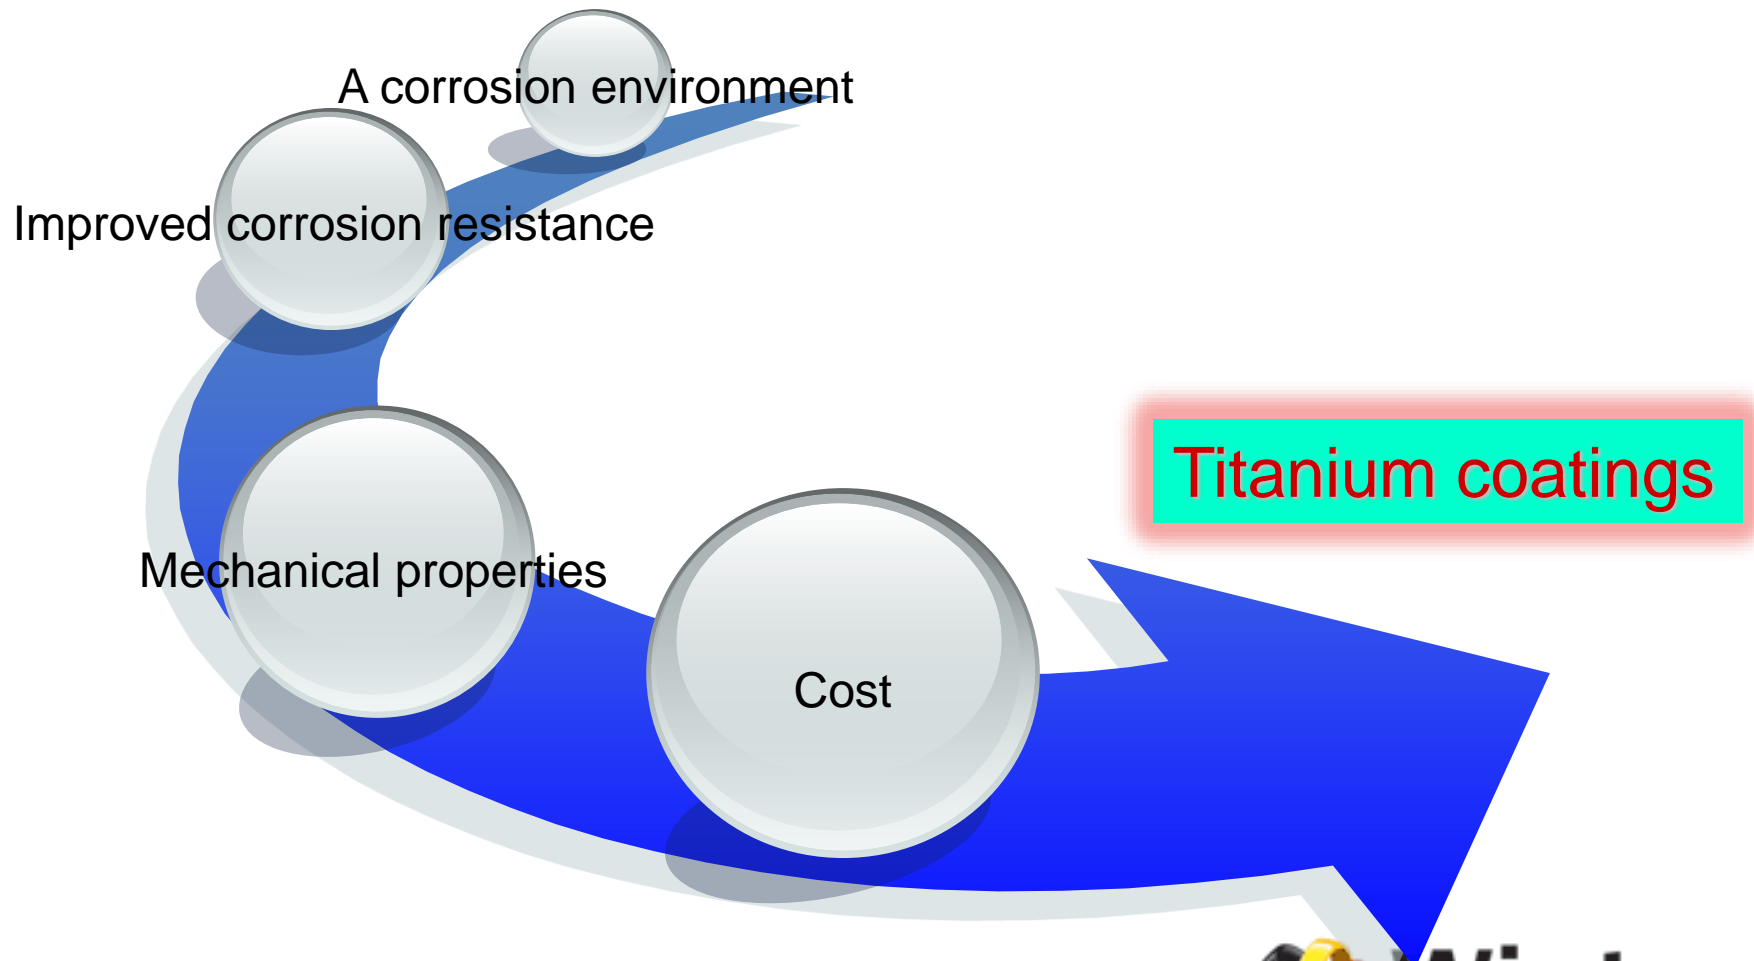 A corrosion environment
Improved corrosion resistance
Mechanical properties
Cost
Titanium coatings